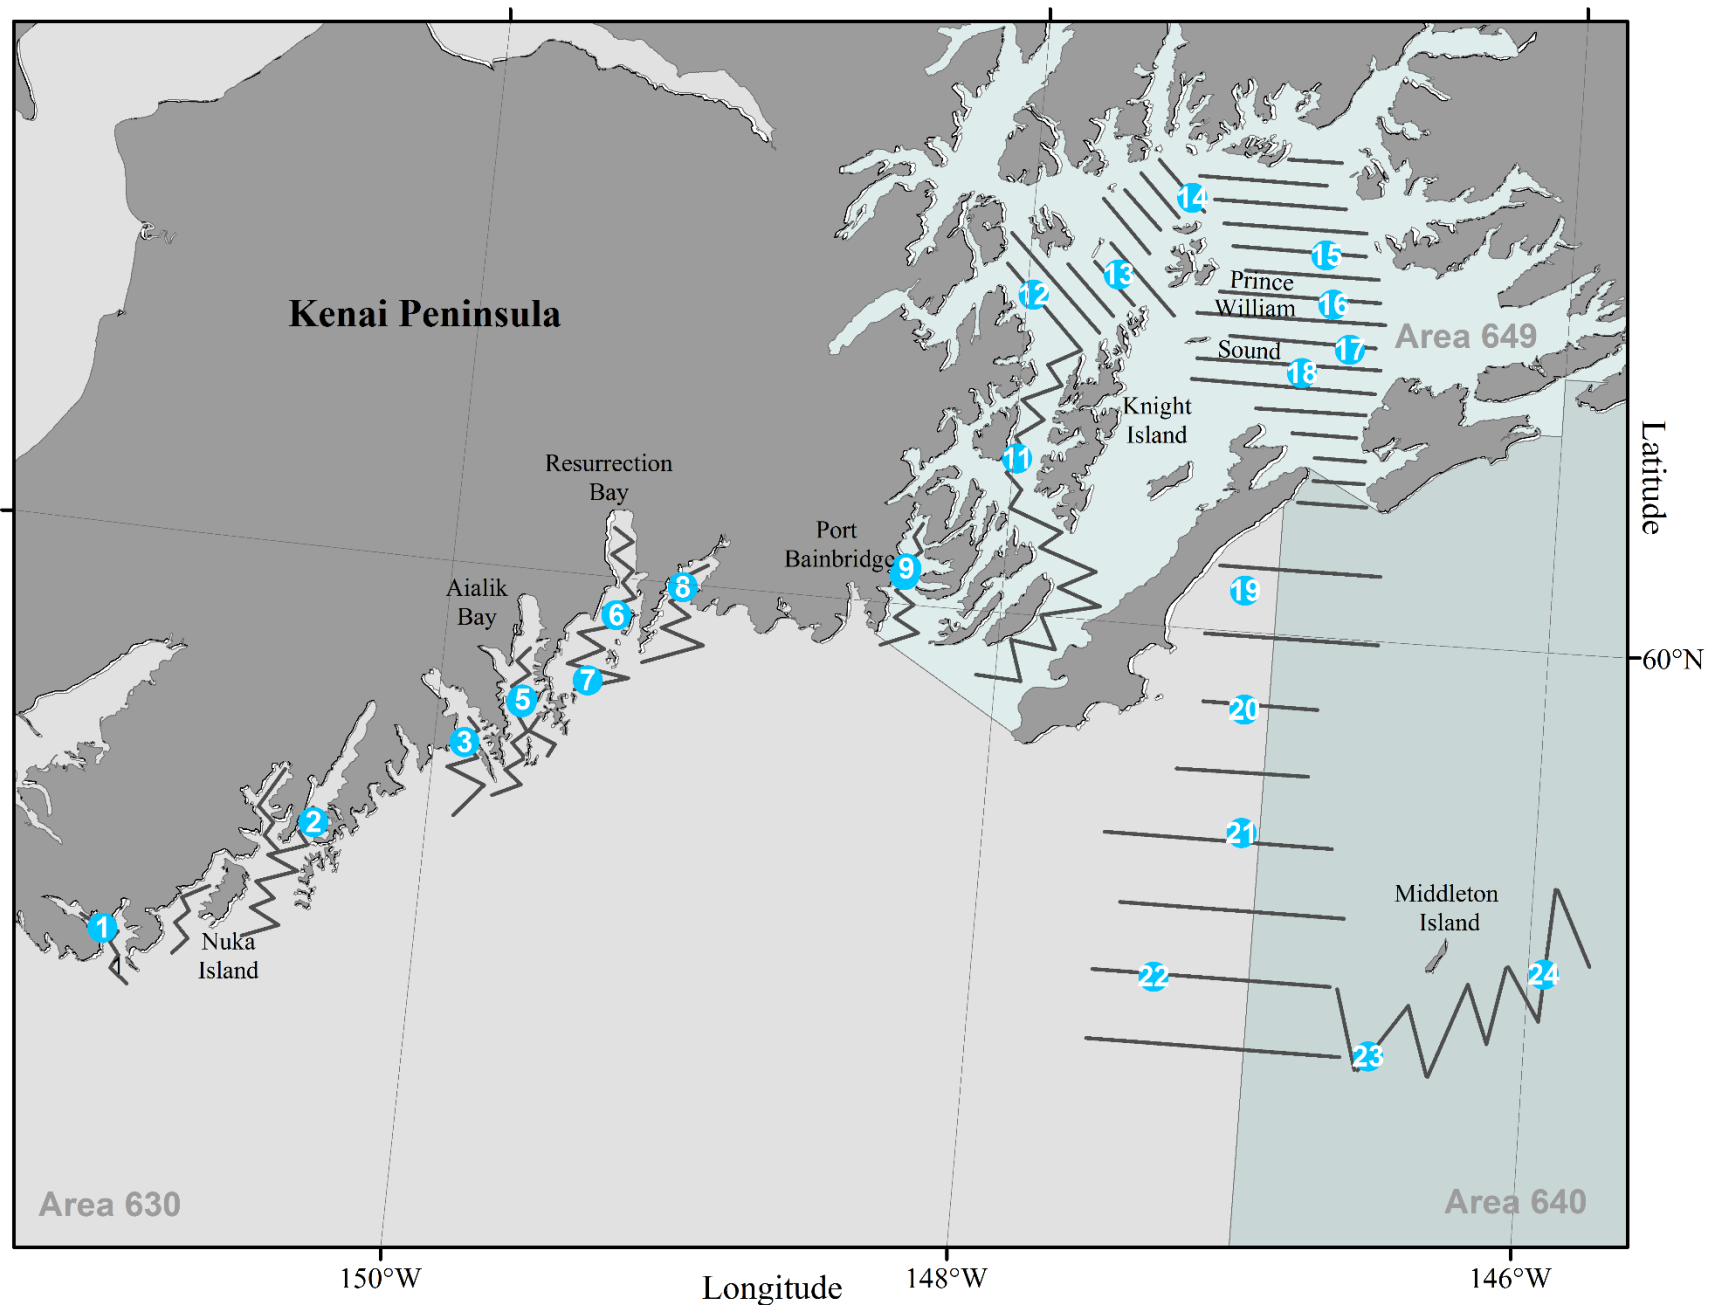 14
15
Prince
William
13
12
16
Kenai Peninsula
Area 649
17
Sound
18
Knight
Island
Latitude
11
Resurrection
Bay
Port
Bainbridge
9
8
19
Aialik
Bay
6
60°N
7
5
20
3
2
21
Middleton
Island
1
Nuka
Island
22
24
23
Area 630
Area 640
150°W
148°W
146°W
Longitude